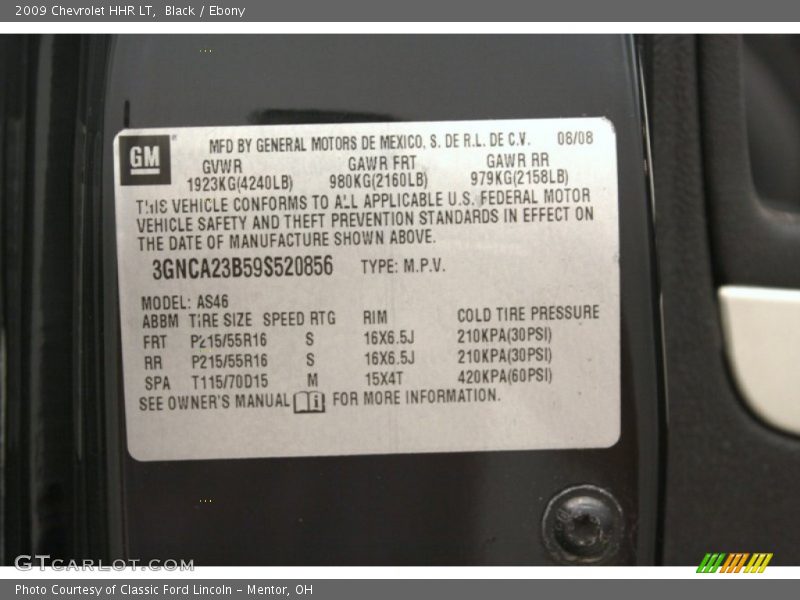 2009 Chevrolet HHR LT, Black / Ebony
GM
MFD BY GENERAL MOTORS DE MEXICO, S. DE R.L. DE C.V. 08/08
GVWR GAWR FRT GAWR RR
1923KG(4240LB) 980KG(2160LB) 979KG(2158LB)
THIS VEHICLE CONFORMS TO ALL APPLICABLE U.S. FEDERAL MOTOR
VEHICLE SAFETY AND THEFT PREVENTION STANDARDS IN EFFECT ON
THE DATE OF MANUFACTURE SHOWN ABOVE.
3GNCA23B59S520856 TYPE: M.P.V.
MODEL: AS46
ABBM TIRE SIZE SPEED RTG RIM COLD TIRE PRESSURE
FRT P215/55R16 S 16X6.5J 210KPA(30PSI)
RR P215/55R16 S 16X6.5J 210KPA(30PSI)
SPA T115/70D15 M 15X4T 420KPA(60PSI)
SEE OWNER'S MANUAL i FOR MORE INFORMATION.
GTCARLOT.COM
Photo Courtesy of Classic Ford Lincoln - Mentor, OH